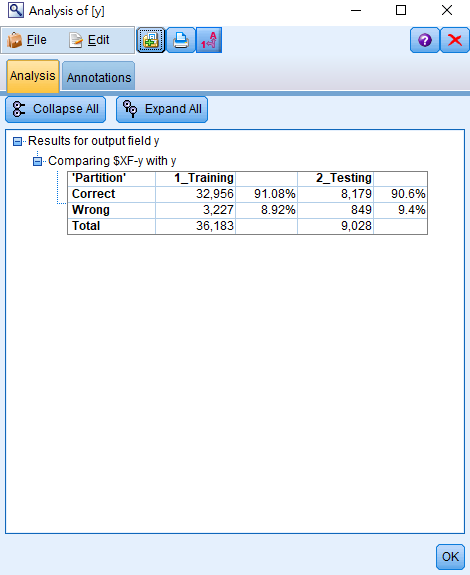 Analysis of [y]
File Edit
Analysis Annotations
Collapse All Expand All
Results for output field y
Comparing $XF-y with y
'Partition' 1_Training 2_Testing
Correct 32,956 91.08% 8,179 90.6%
Wrong 3,227 8.92% 849 9.4%
Total 36,183 9,028
OK